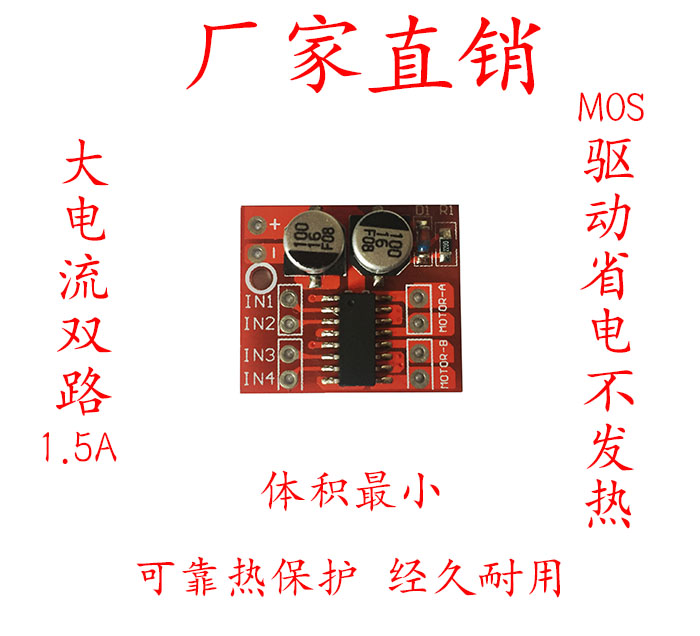 厂家直销
大电流双路
1.5A
MOS
驱动省电不发热
+
-
100
16
F08
100
16
F08
D1
R1
IN1
IN2
IN3
IN4
MOTOR-A
MOTOR-B
体积最小
可靠热保护 经久耐用